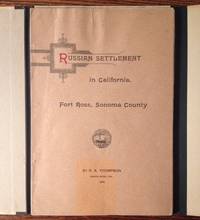 RUSSIAN SETTLEMENT
in California.
Fort Ross, Sonoma County
BY R. A. THOMPSON